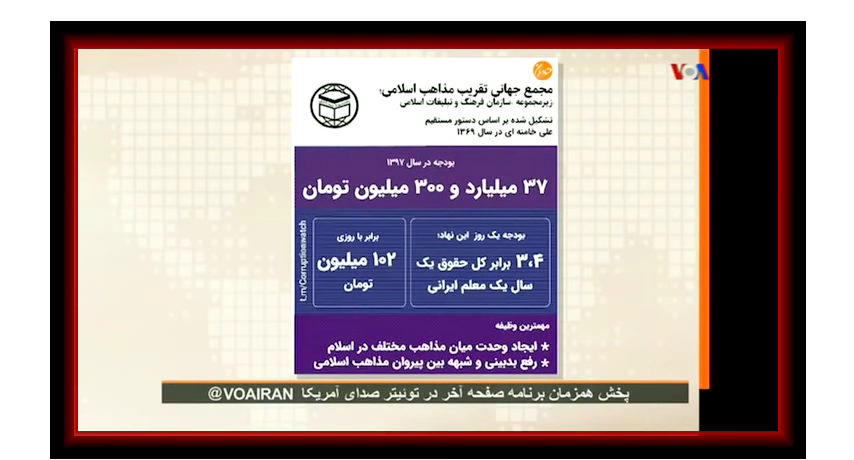 VOA
مجمع جهانی تقریب مذاهب اسلامی؛
زیرمجموعه سازمان فرهنگ و تبلیغات اسلامی
تشکیل شده بر اساس دستور مستقیم
علی خامنه ای در سال ۱۳۶۹
بودجه در سال ۱۳۹۷
۳۷ میلیارد و ۳۰۰ میلیون تومان
بودجه یک روز این نهاد؛
۳،۴ برابر کل حقوق یک
سال یک معلم ایرانی
برابر با روزی
۱۰۲ میلیون
تومان
t.m/Corruptionwatch
مهمترین وظیفه
* ایجاد وحدت میان مذاهب مختلف در اسلام
* رفع بدبینی و شبهه بین پیروان مذاهب اسلامی
پخش همزمان برنامه صفحه آخر در توئیتر صدای آمریکا @VOAIRAN